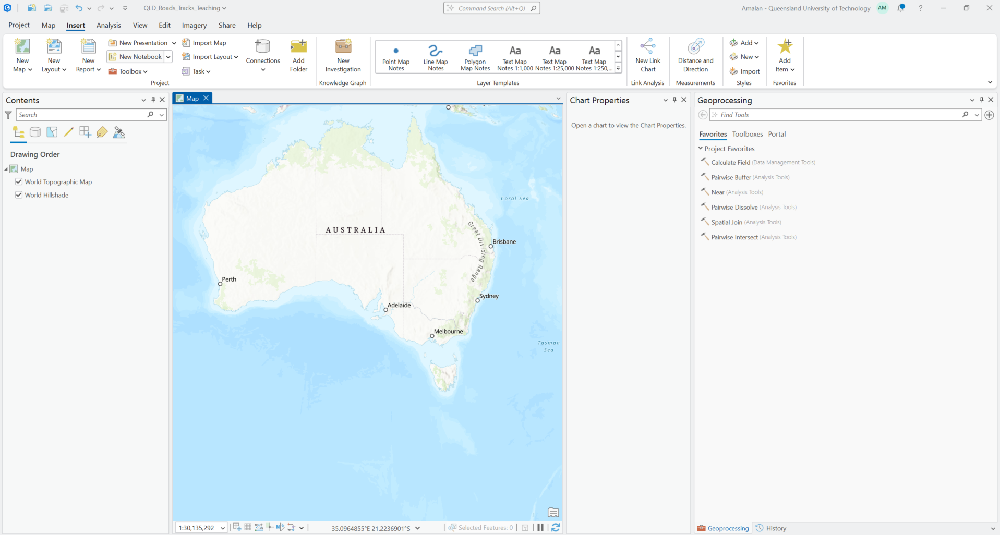 QLD_Roads_Tracks_Teaching
Command Search (Alt+Q)
Amalan - Queensland University of Technology
AM
?
Project
Map
Insert
Analysis
View
Edit
Imagery
Share
Help
New
Map
New
Layout
New
Report
New Presentation
New Notebook
Toolbox
Import Map
Import Layout
Task
Connections
Add
Folder
Project
New
Investigation
Knowledge Graph
Point Map
Notes
Line Map
Notes
Polygon
Map Notes
Aa
Text Map
Notes 1:1,000
Aa
Text Map
Notes 1:25,000
Aa
Text Map
Notes 1:250,...
Layer Templates
New Link
Chart
Link Analysis
Distance and
Direction
Measurements
Add
New
Import
Styles
Add
Item
Favorites
Contents
Search
Drawing Order
Map
World Topographic Map
World Hillshade
Map
Coral Sea
AUSTRALIA
Great Dividing Range
Brisbane
Perth
Sydney
Adelaide
Melbourne
Tasman
Sea
1:30,135,292
N
35.0964855°E 21.2236901°S
Selected Features: 0
Chart Properties
Open a chart to view the Chart Properties.
Geoprocessing
Find Tools
Favorites
Toolboxes
Portal
Project Favorites
Calculate Field (Data Management Tools)
Pairwise Buffer (Analysis Tools)
Near (Analysis Tools)
Pairwise Dissolve (Analysis Tools)
Spatial Join (Analysis Tools)
Pairwise Intersect (Analysis Tools)
Geoprocessing
History